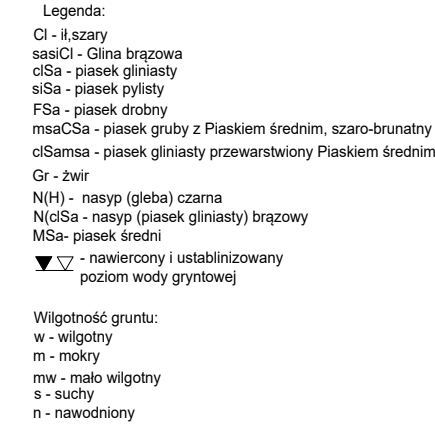 Legenda:
Cl - ił,szary
sasiCl - Glina brązowa
clSa - piasek gliniasty
siSa - piasek pylisty
FSa - piasek drobny
msaCSa - piasek gruby z Piaskiem średnim, szaro-brunatny
clSamsa - piasek gliniasty przewarstwiony Piaskiem średnim
Gr - żwir
N(H) - nasyp (gleba) czarna
N(clSa - nasyp (piasek gliniasty) brązowy
MSa- piasek średni
- nawiercony i ustablinizowany
poziom wody gryntowej
Wilgotność gruntu:
w - wilgotny
m - mokry
mw - mało wilgotny
s - suchy
n - nawodniony